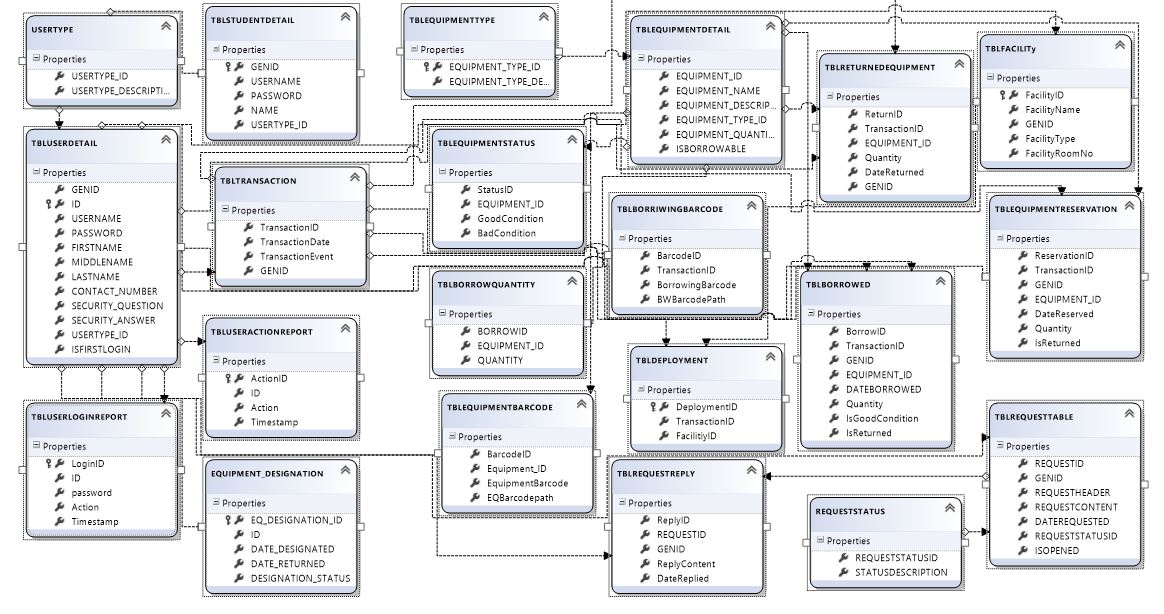 USERTYPE
Properties
USERTYPE_ID
USERTYPE_DESCRIPTI...
TBLSTUDENTDETAIL
Properties
GENID
USERNAME
PASSWORD
NAME
USERTYPE_ID
TBLEQUIPMENTTYPE
Properties
EQUIPMENT_TYPE_ID
EQUIPMENT_TYPE_DE...
TBLEQUIPMENTDETAIL
Properties
EQUIPMENT_ID
EQUIPMENT_NAME
EQUIPMENT_DESCRIP...
EQUIPMENT_TYPE_ID
EQUIPMENT_QUANTI...
ISBORROWABLE
TBLRETURNEDEQUIPMENT
Properties
ReturnID
TransactionID
EQUIPMENT_ID
Quantity
DateReturned
GENID
TBLFACILITy
Properties
FacilityID
FacilityName
GENID
FacilityType
FacilityRoomNo
TBLUSERDETAIL
Properties
GENID
ID
USERNAME
PASSWORD
FIRSTNAME
MIDDLENAME
LASTNAME
CONTACT_NUMBER
SECURITY_QUESTION
SECURITY_ANSWER
USERTYPE_ID
ISFIRSTLOGIN
TBLTRANSACTION
Properties
TransactionID
TransactionDate
TransactionEvent
GENID
TBLEQUIPMENTSTATUS
Properties
StatusID
EQUIPMENT_ID
GoodCondition
BadCondition
TBLBORRIWINGBARCODE
Properties
BarcodeID
TransactionID
BorrowingBarcode
BWBarcodePath
TBLEQUIPMENTRESERVATION
Properties
ReservationID
TransactionID
GENID
EQUIPMENT_ID
DateReserved
Quantity
IsReturned
TBLBORROWQUANTITY
Properties
BORROWID
EQUIPMENT_ID
QUANTITY
TBLBORROWED
Properties
BorrowID
TransactionID
GENID
EQUIPMENT_ID
DATEBORROWED
Quantity
IsGoodCondition
IsReturned
TBLUSERACTIONREPORT
Properties
ActionID
ID
Action
Timestamp
TBLDEPLOYMENT
Properties
DeploymentID
TransactionID
FacilitiyID
TBLUSERLOGINREPORT
Properties
LoginID
ID
password
Action
Timestamp
TBLEQUIPMENTBARCODE
Properties
BarcodeID
Equipment_ID
EquipmentBarcode
EQBarcodepath
TBLREQUESTTABLE
Properties
REQUESTID
GENID
REQUESTHEADER
REQUESTCONTENT
DATEREQUESTED
REQUESTSTATUSID
ISOPENED
EQUIPMENT_DESIGNATION
Properties
EQ_DESIGNATION_ID
ID
DATE_DESIGNATED
DATE_RETURNED
DESIGNATION_STATUS
TBLREQUESTREPLY
Properties
ReplyID
REQUESTID
GENID
ReplyContent
DateReplied
REQUESTSTATUS
Properties
REQUESTSTATUSID
STATUSDESCRIPTION